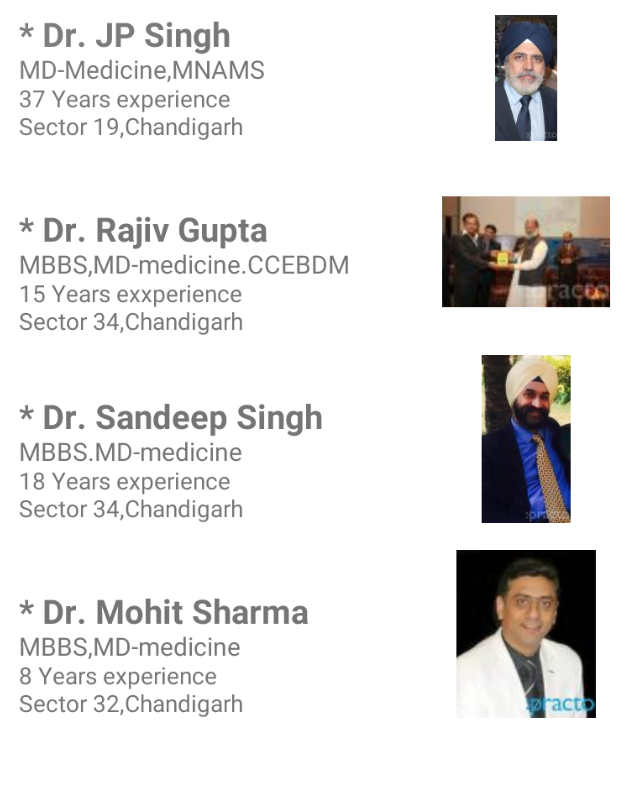 * Dr. JP Singh
MD-Medicine,MNAMS
37 Years experience
Sector 19,Chandigarh
:practo
* Dr. Rajiv Gupta
MBBS,MD-medicine.CCEBDM
15 Years exxperience
Sector 34,Chandigarh
:practo
* Dr. Sandeep Singh
MBBS.MD-medicine
18 Years experience
Sector 34,Chandigarh
:practo
* Dr. Mohit Sharma
MBBS,MD-medicine
8 Years experience
Sector 32,Chandigarh
:practo